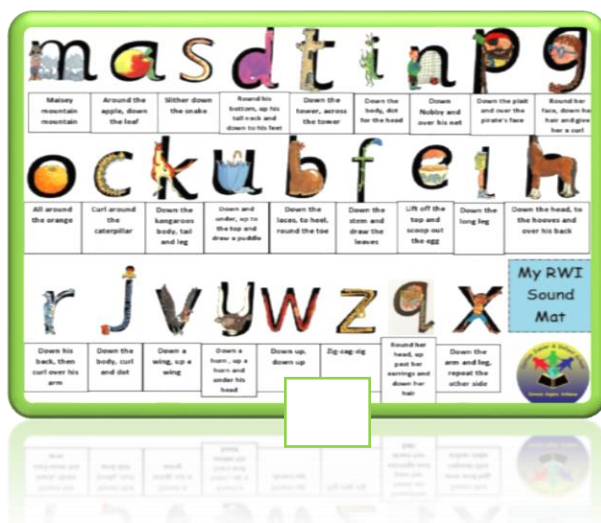 m a s d t i n p g
Maisey
mountain
mountain
Around the
apple, down
the leaf
Slither down
the snake
Round his
bottom, up his
tall neck and
down to his feet
Down the
tower, across
the tower
Down the
body, dot
for the head
Down
Nobby and
over his net
Down the plait
and over the
pirate's face
Round her
face, down her
hair and give
her a curl
o c k u b f e l h
All around
the orange
Curl around
the
caterpillar
Down the
kangaroos
body, tail
and leg
Down and
under, up to
the top and
draw a puddle
Down the
laces, to heel,
round the toe
Down the
stem and
draw the
leaves
Lift off the
top and
scoop out
the egg
Down the
long leg
Down the head, to
the hooves and
over his back
r j v y w z q x
My RWI
Sound
Mat
Down his
back, then
curl over his
arm
Down the
body, curl
and dot
Down a
wing, up a
wing
Down a
horn, up a
horn and
under his
head
Down up,
down up
Zig-zag-zig
Round her
head, up
past her
earrings and
down her
hair
Down the
arm and leg,
repeat the
other side